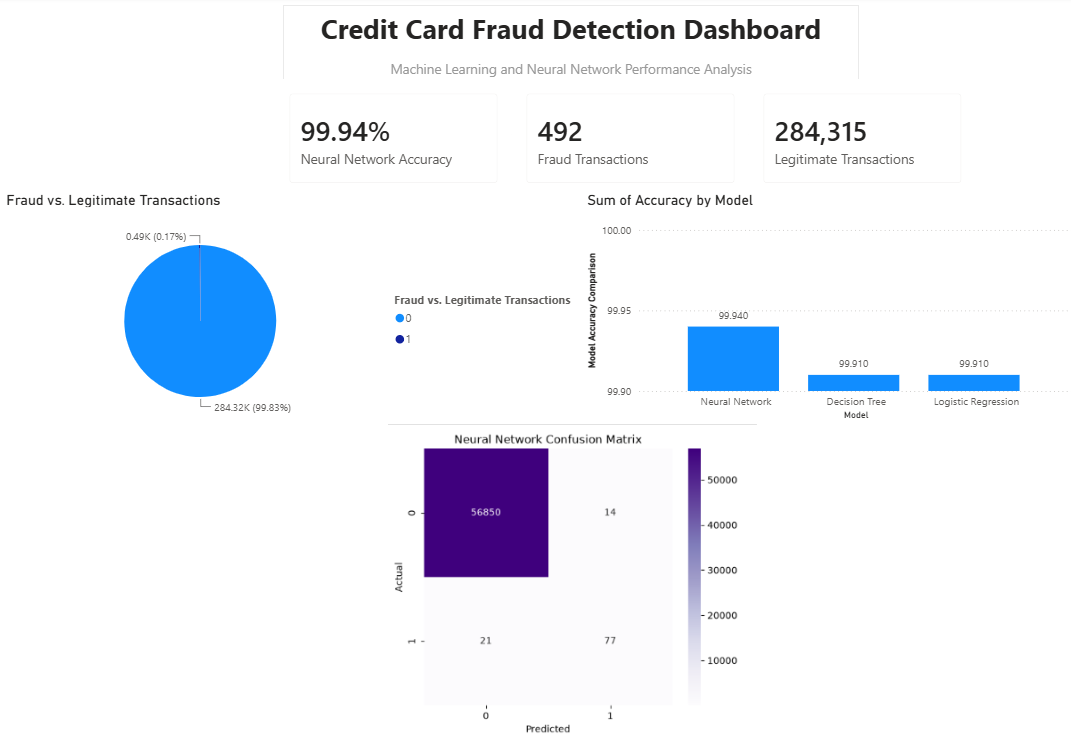 Credit Card Fraud Detection Dashboard
Machine Learning and Neural Network Performance Analysis
99.94%
Neural Network Accuracy
492
Fraud Transactions
284,315
Legitimate Transactions
Fraud vs. Legitimate Transactions
0.49K (0.17%)
284.32K (99.83%)
Fraud vs. Legitimate Transactions
0
1
Sum of Accuracy by Model
Model Accuracy Comparison
100.00
99.95
99.90
99.940
99.910
99.910
Neural Network
Decision Tree
Logistic Regression
Model
Neural Network Confusion Matrix
Actual
0
56850
14
1
21
77
0
1
Predicted
50000
40000
30000
20000
10000